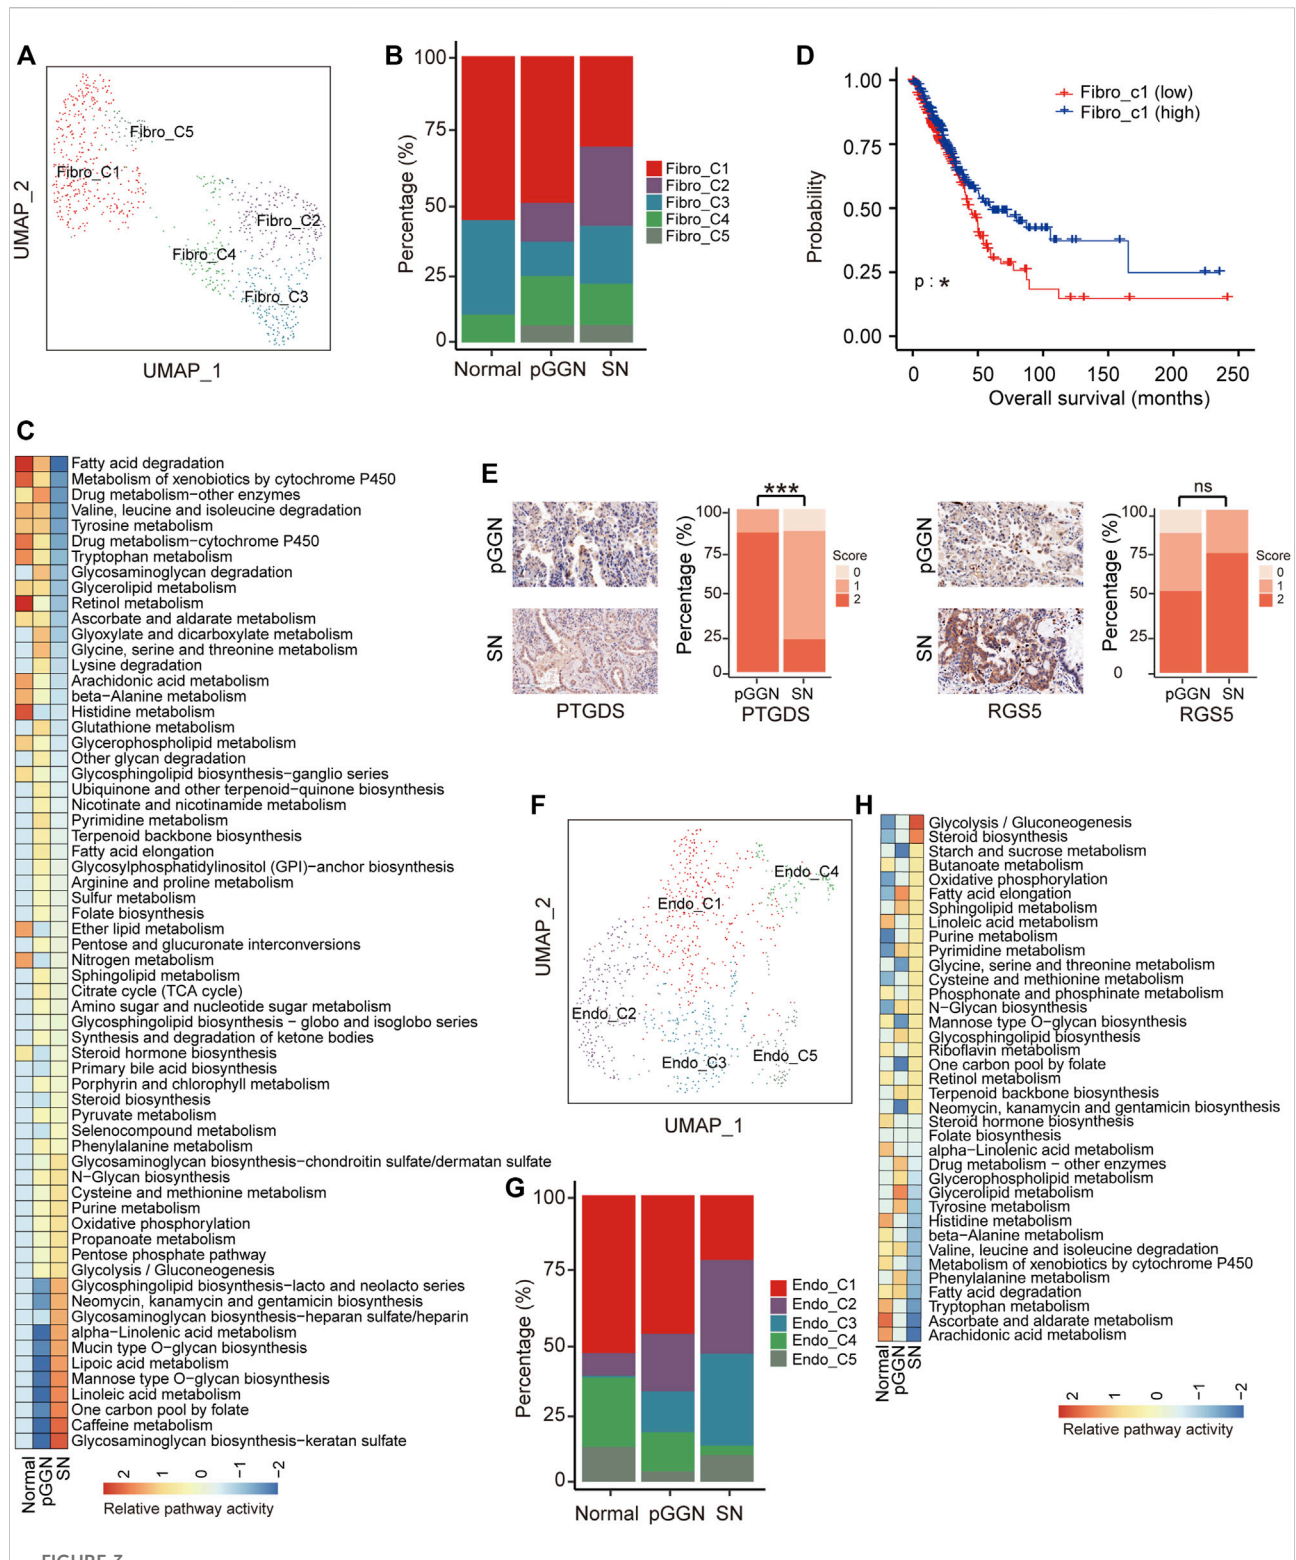 A
UMAP_2
Fibro_C5
Fibro_C1
Fibro_C2
Fibro_C4
Fibro_C3
UMAP_1
B
Percentage (%)
100
75
50
25
0
Normal pGGN SN
Fibro_C1
Fibro_C2
Fibro_C3
Fibro_C4
Fibro_C5
D
Probability
1.00
0.75
0.50
0.25
0.00
Fibro_c1 (low)
Fibro_c1 (high)
p : *
0 50 100 150 200 250
Overall survival (months)
C
Fatty acid degradation
Metabolism of xenobiotics by cytochrome P450
Drug metabolism−other enzymes
Valine, leucine and isoleucine degradation
Tyrosine metabolism
Drug metabolism−cytochrome P450
Tryptophan metabolism
Glycosaminoglycan degradation
Glycerolipid metabolism
Retinol metabolism
Ascorbate and aldarate metabolism
Glyoxylate and dicarboxylate metabolism
Glycine, serine and threonine metabolism
Lysine degradation
Arachidonic acid metabolism
beta−Alanine metabolism
Histidine metabolism
Glutathione metabolism
Glycerophospholipid metabolism
Other glycan degradation
Glycosphingolipid biosynthesis−ganglio series
Ubiquinone and other terpenoid−quinone biosynthesis
Nicotinate and nicotinamide metabolism
Pyrimidine metabolism
Terpenoid backbone biosynthesis
Fatty acid elongation
Glycosylphosphatidylinositol (GPI)−anchor biosynthesis
Arginine and proline metabolism
Sulfur metabolism
Folate biosynthesis
Ether lipid metabolism
Pentose and glucuronate interconversions
Nitrogen metabolism
Sphingolipid metabolism
Citrate cycle (TCA cycle)
Amino sugar and nucleotide sugar metabolism
Glycosphingolipid biosynthesis − globo and isoglobo series
Synthesis and degradation of ketone bodies
Steroid hormone biosynthesis
Primary bile acid biosynthesis
Porphyrin and chlorophyll metabolism
Steroid biosynthesis
Pyruvate metabolism
Selenocompound metabolism
Phenylalanine metabolism
Glycosaminoglycan biosynthesis−chondroitin sulfate/dermatan sulfate
N−Glycan biosynthesis
Cysteine and methionine metabolism
Purine metabolism
Oxidative phosphorylation
Propanoate metabolism
Pentose phosphate pathway
Glycolysis / Gluconeogenesis
Glycosphingolipid biosynthesis−lacto and neolacto series
Neomycin, kanamycin and gentamicin biosynthesis
Glycosaminoglycan biosynthesis−heparan sulfate/heparin
alpha−Linolenic acid metabolism
Mucin type O−glycan biosynthesis
Lipoic acid metabolism
Mannose type O−glycan biosynthesis
Linoleic acid metabolism
One carbon pool by folate
Caffeine metabolism
Glycosaminoglycan biosynthesis−keratan sulfate
Normal
pGGN
SN
2 1 0 −1 −2
Relative pathway activity
E
pGGN
SN
PTGDS
***
Percentage (%)
100
75
50
25
0
pGGN SN
PTGDS
Score
0
1
2
pGGN
SN
RGS5
ns
Percentage (%)
100
75
50
25
0
pGGN SN
RGS5
Score
0
1
2
F
UMAP_2
Endo_C4
Endo_C1
Endo_C2
Endo_C3
Endo_C5
UMAP_1
G
Percentage (%)
100
75
50
25
0
Normal pGGN SN
Endo_C1
Endo_C2
Endo_C3
Endo_C4
Endo_C5
H
Glycolysis / Gluconeogenesis
Steroid biosynthesis
Starch and sucrose metabolism
Butanoate metabolism
Oxidative phosphorylation
Fatty acid elongation
Sphingolipid metabolism
Linoleic acid metabolism
Purine metabolism
Pyrimidine metabolism
Glycine, serine and threonine metabolism
Cysteine and methionine metabolism
Phosphonate and phosphinate metabolism
N−Glycan biosynthesis
Mannose type O−glycan biosynthesis
Glycosphingolipid biosynthesis
Riboflavin metabolism
One carbon pool by folate
Retinol metabolism
Terpenoid backbone biosynthesis
Neomycin, kanamycin and gentamicin biosynthesis
Steroid hormone biosynthesis
Folate biosynthesis
alpha−Linolenic acid metabolism
Drug metabolism − other enzymes
Glycerophospholipid metabolism
Glycerolipid metabolism
Tyrosine metabolism
Histidine metabolism
beta−Alanine metabolism
Valine, leucine and isoleucine degradation
Metabolism of xenobiotics by cytochrome P450
Phenylalanine metabolism
Fatty acid degradation
Tryptophan metabolism
Ascorbate and aldarate metabolism
Arachidonic acid metabolism
Normal
pGGN
SN
2 1 0 −1 −2
Relative pathway activity
FIGURE 3